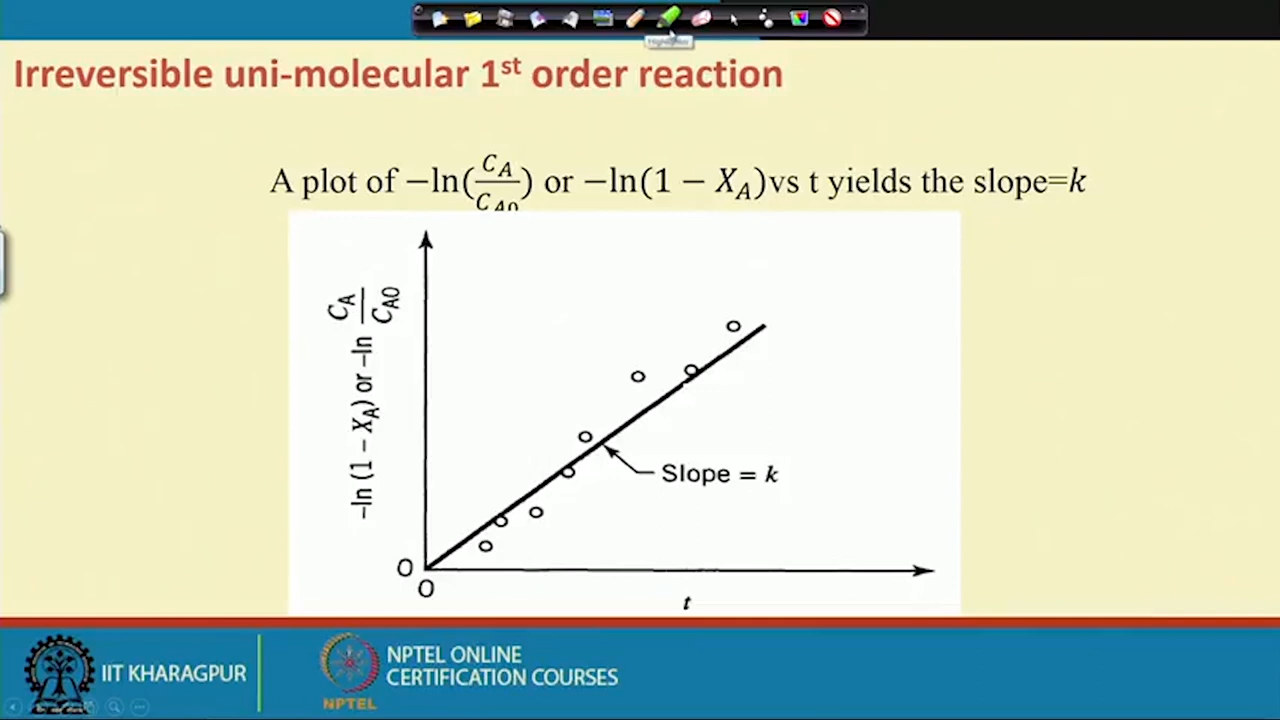 Highlighter
Irreversible uni-molecular 1st order reaction
A plot of −ln(C_A/C_A0) or −ln(1 − X_A)vs t yields the slope=k
−ln (1 − X_A) or −ln C_A/C_A0
Slope = k
0
0
t
IIT KHARAGPUR
NPTEL
NPTEL ONLINE
CERTIFICATION COURSES